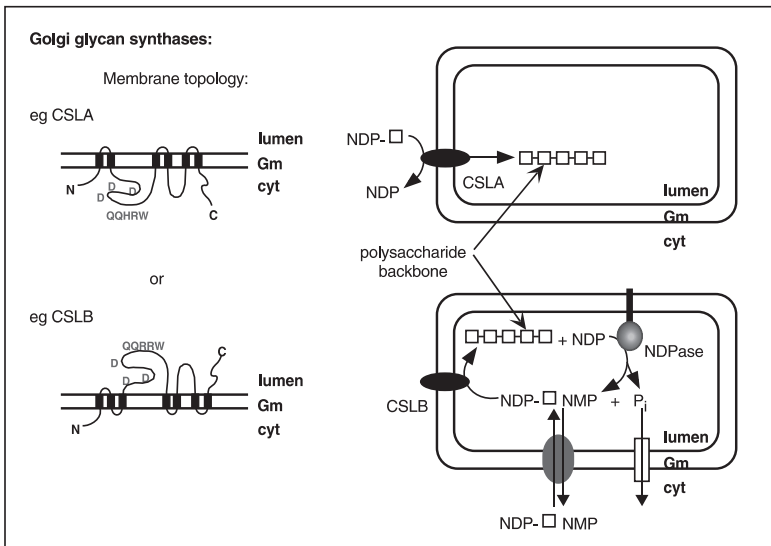 Golgi glycan synthases:
Membrane topology:
eg CSLA
lumen
Gm
cyt
N
D
D
D
QQHRW
C
or
eg CSLB
QQRRW
D
D
D
C
lumen
Gm
cyt
N
NDP-
NDP
CSLA
lumen
Gm
cyt
polysaccharide
backbone
+ NDP
NDPase
CSLB
NDP- NMP + Pi
lumen
Gm
cyt
NDP- NMP